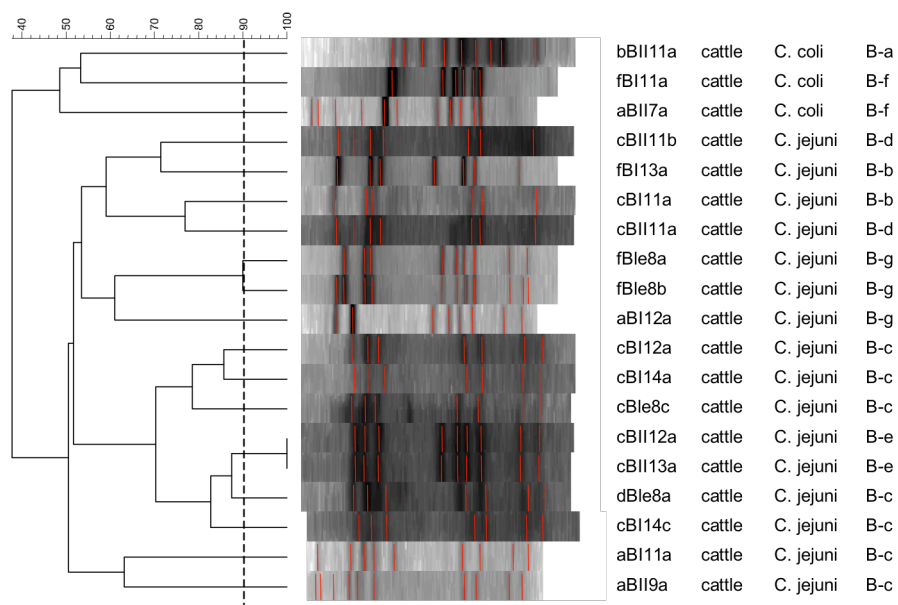 40 50 60 70 80 90 100
bBII11a cattle C. coli B-a
fBI11a cattle C. coli B-f
aBII7a cattle C. coli B-f
cBII11b cattle C. jejuni B-d
fBI13a cattle C. jejuni B-b
cBI11a cattle C. jejuni B-b
cBII11a cattle C. jejuni B-d
fBle8a cattle C. jejuni B-g
fBle8b cattle C. jejuni B-g
aBI12a cattle C. jejuni B-g
cBI12a cattle C. jejuni B-c
cBI14a cattle C. jejuni B-c
cBle8c cattle C. jejuni B-c
cBII12a cattle C. jejuni B-e
cBII13a cattle C. jejuni B-e
dBle8a cattle C. jejuni B-c
cBI14c cattle C. jejuni B-c
aBI11a cattle C. jejuni B-c
aBII9a cattle C. jejuni B-c